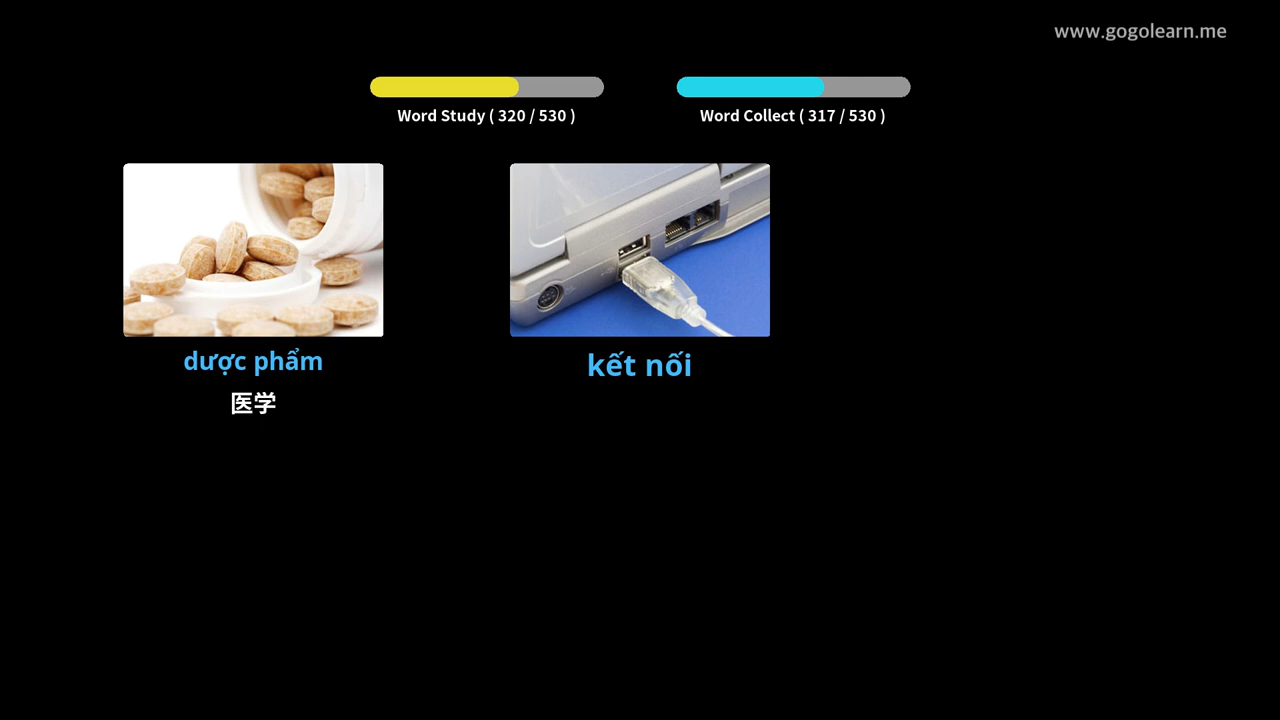 www.gogolearn.me
Word Study ( 320 / 530 )
Word Collect ( 317 / 530 )
dược phẩm
医学
kết nối